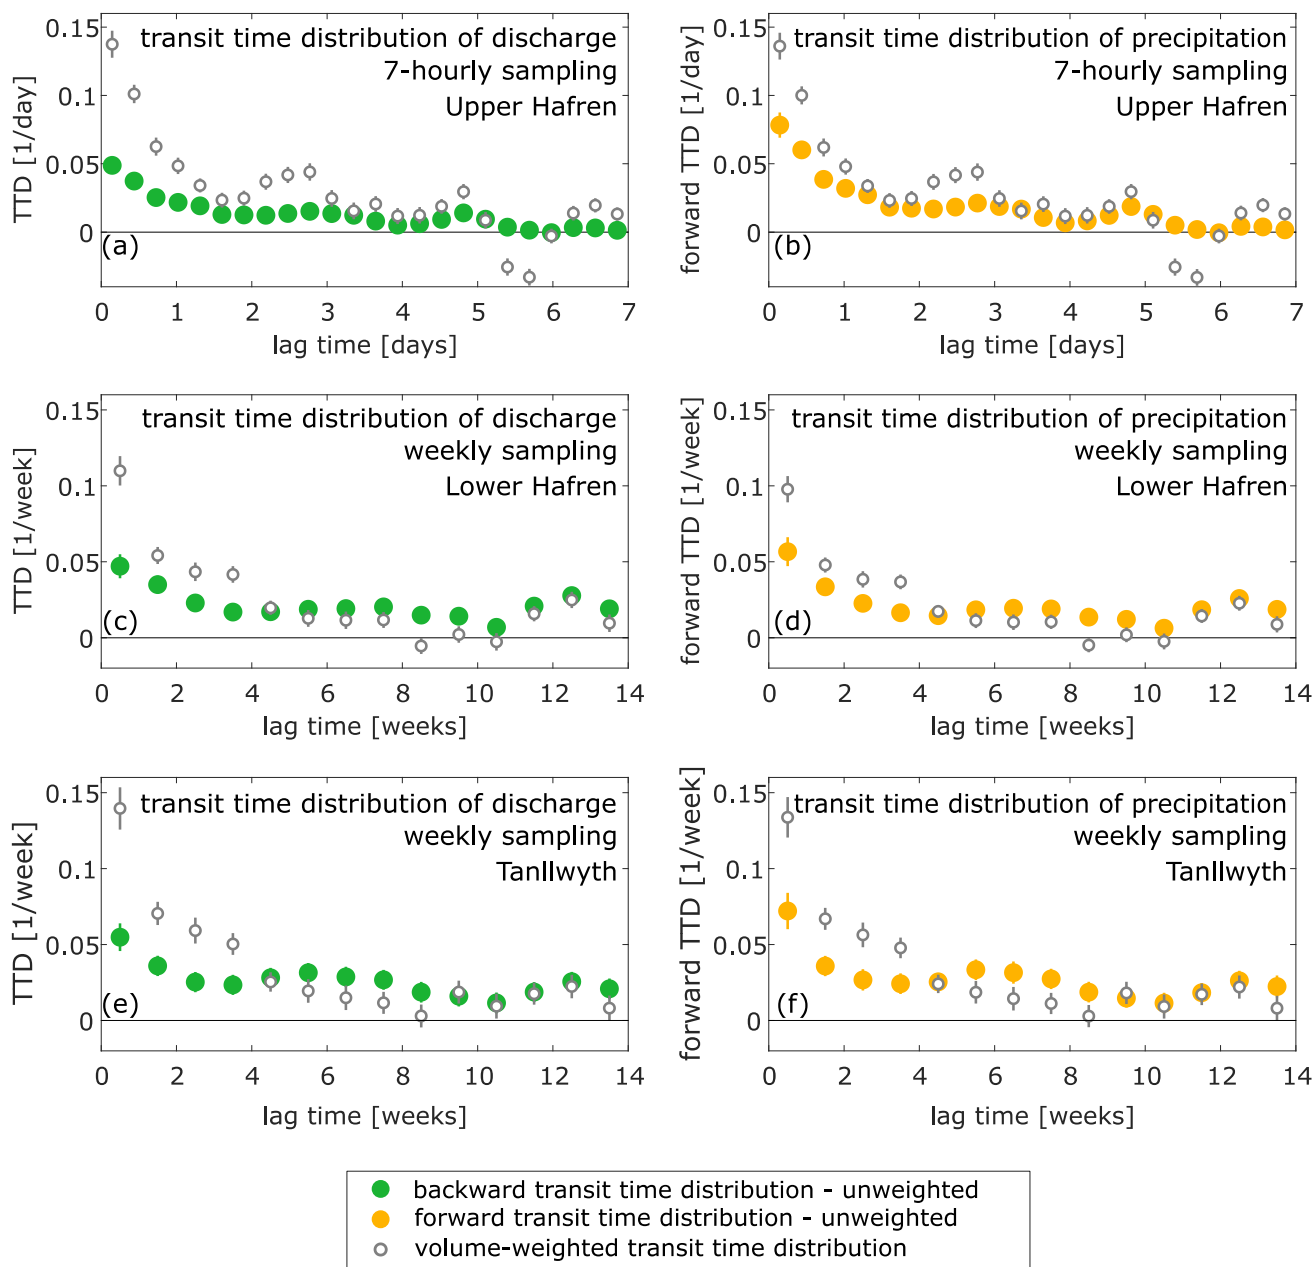 transit time distribution of discharge
7-hourly sampling
Upper Hafren
TTD [1/day]
0.15
0.1
0.05
0
(a)
0 1 2 3 4 5 6 7
lag time [days]
transit time distribution of precipitation
7-hourly sampling
Upper Hafren
forward TTD [1/day]
0.15
0.1
0.05
0
(b)
0 1 2 3 4 5 6 7
lag time [days]
transit time distribution of discharge
weekly sampling
Lower Hafren
TTD [1/week]
0.15
0.1
0.05
0
(c)
0 2 4 6 8 10 12 14
lag time [weeks]
transit time distribution of precipitation
weekly sampling
Lower Hafren
forward TTD [1/week]
0.15
0.1
0.05
0
(d)
0 2 4 6 8 10 12 14
lag time [weeks]
transit time distribution of discharge
weekly sampling
Tanllwyth
TTD [1/week]
0.15
0.1
0.05
0
(e)
0 2 4 6 8 10 12 14
lag time [weeks]
transit time distribution of precipitation
weekly sampling
Tanllwyth
forward TTD [1/week]
0.15
0.1
0.05
0
(f)
0 2 4 6 8 10 12 14
lag time [weeks]
backward transit time distribution - unweighted
forward transit time distribution - unweighted
volume-weighted transit time distribution